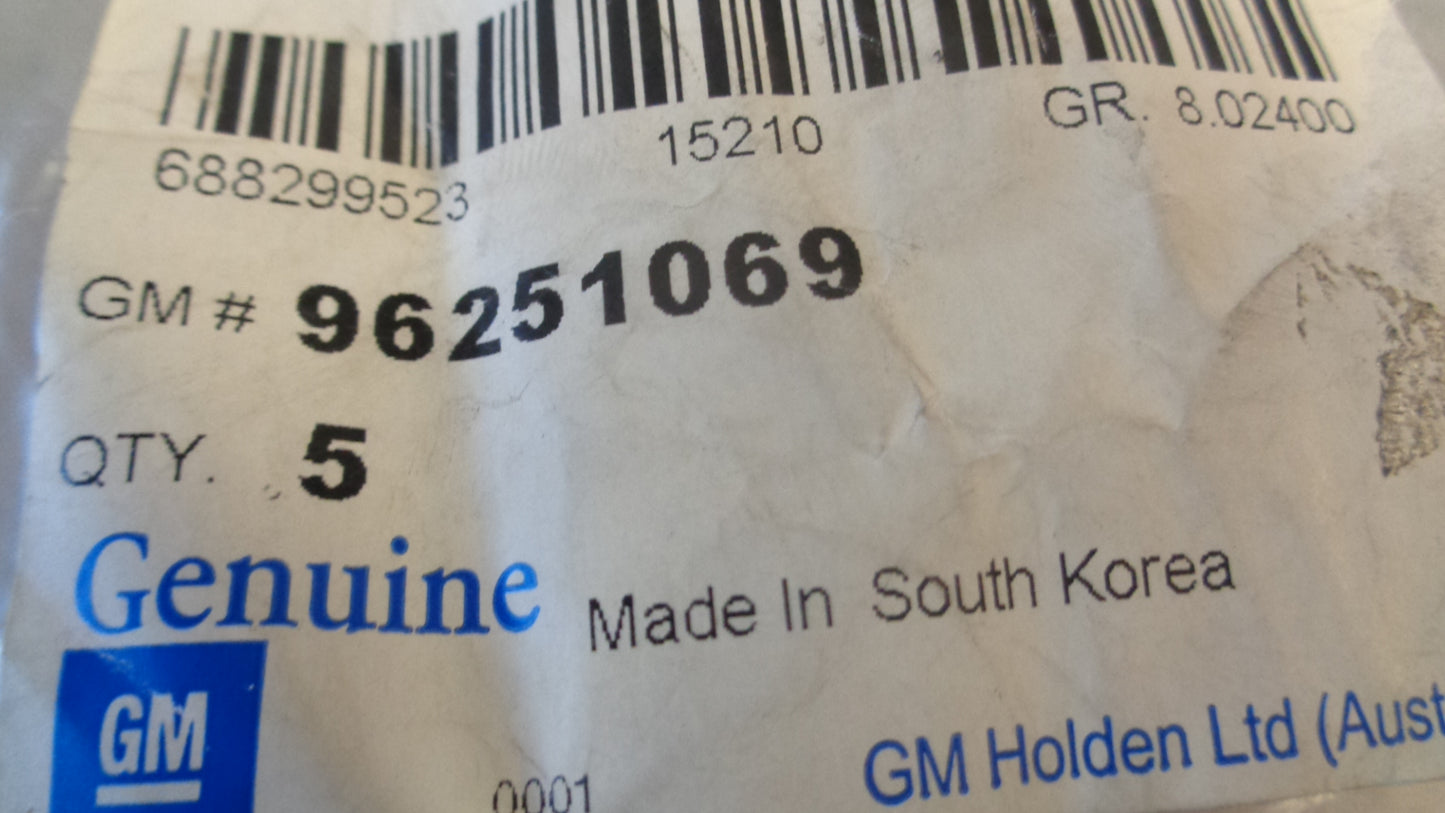 688299523 15210 GR. 8.02400
GM # 96251069
QTY. 5
Genuine Made In South Korea
GM GM Holden Ltd (Aust
0001